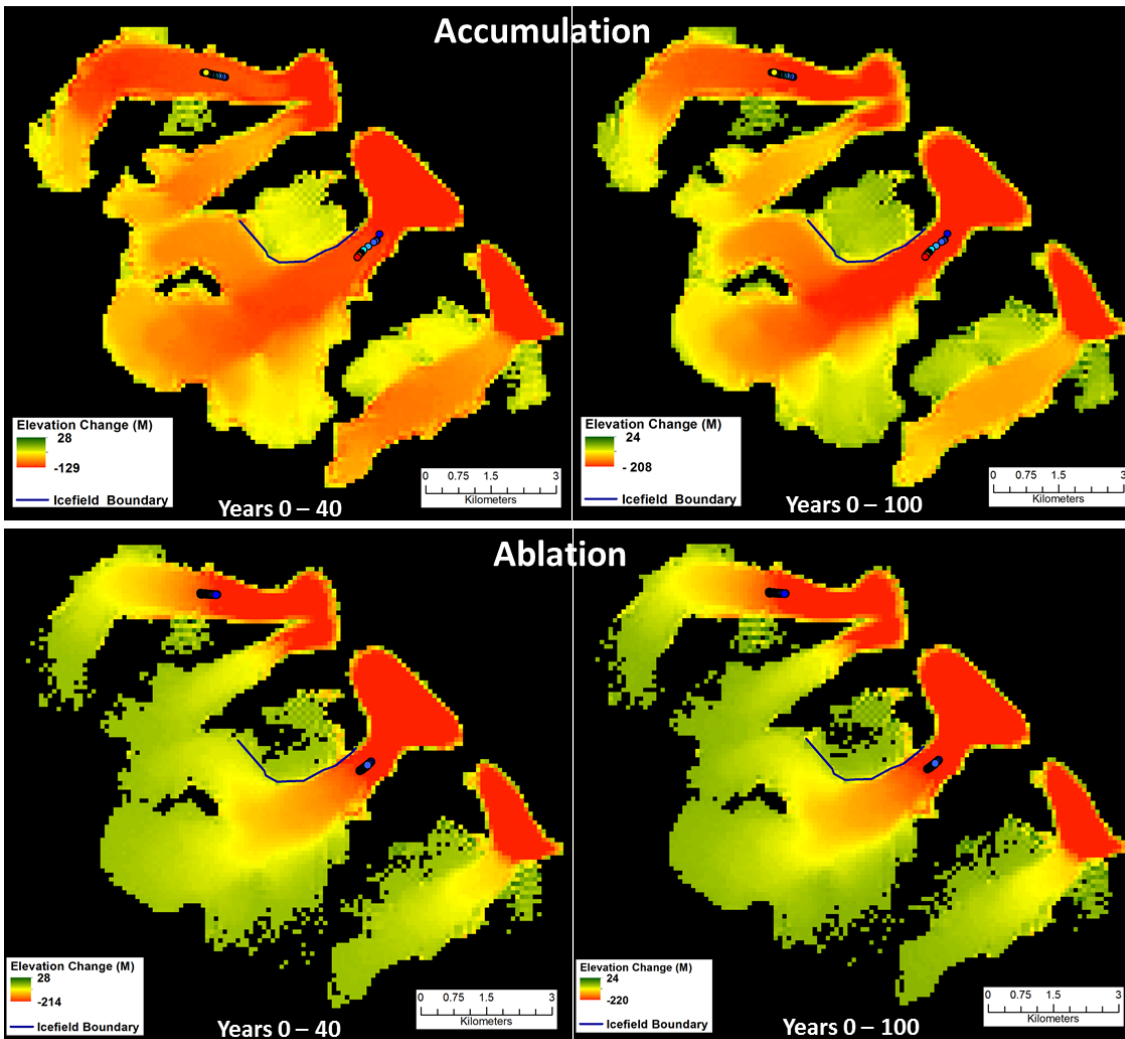 Accumulation
Elevation Change (M)
28
-129
Icefield Boundary
0 0.75 1.5 3
Kilometers
Years 0 – 40
Elevation Change (M)
24
- 208
Icefield Boundary
0 0.75 1.5 3
Kilometers
Years 0 – 100
Ablation
Elevation Change (M)
28
-214
Icefield Boundary
0 0.75 1.5 3
Kilometers
Years 0 – 40
Elevation Change (M)
24
-220
Icefield Boundary
0 0.75 1.5 3
Kilometers
Years 0 – 100